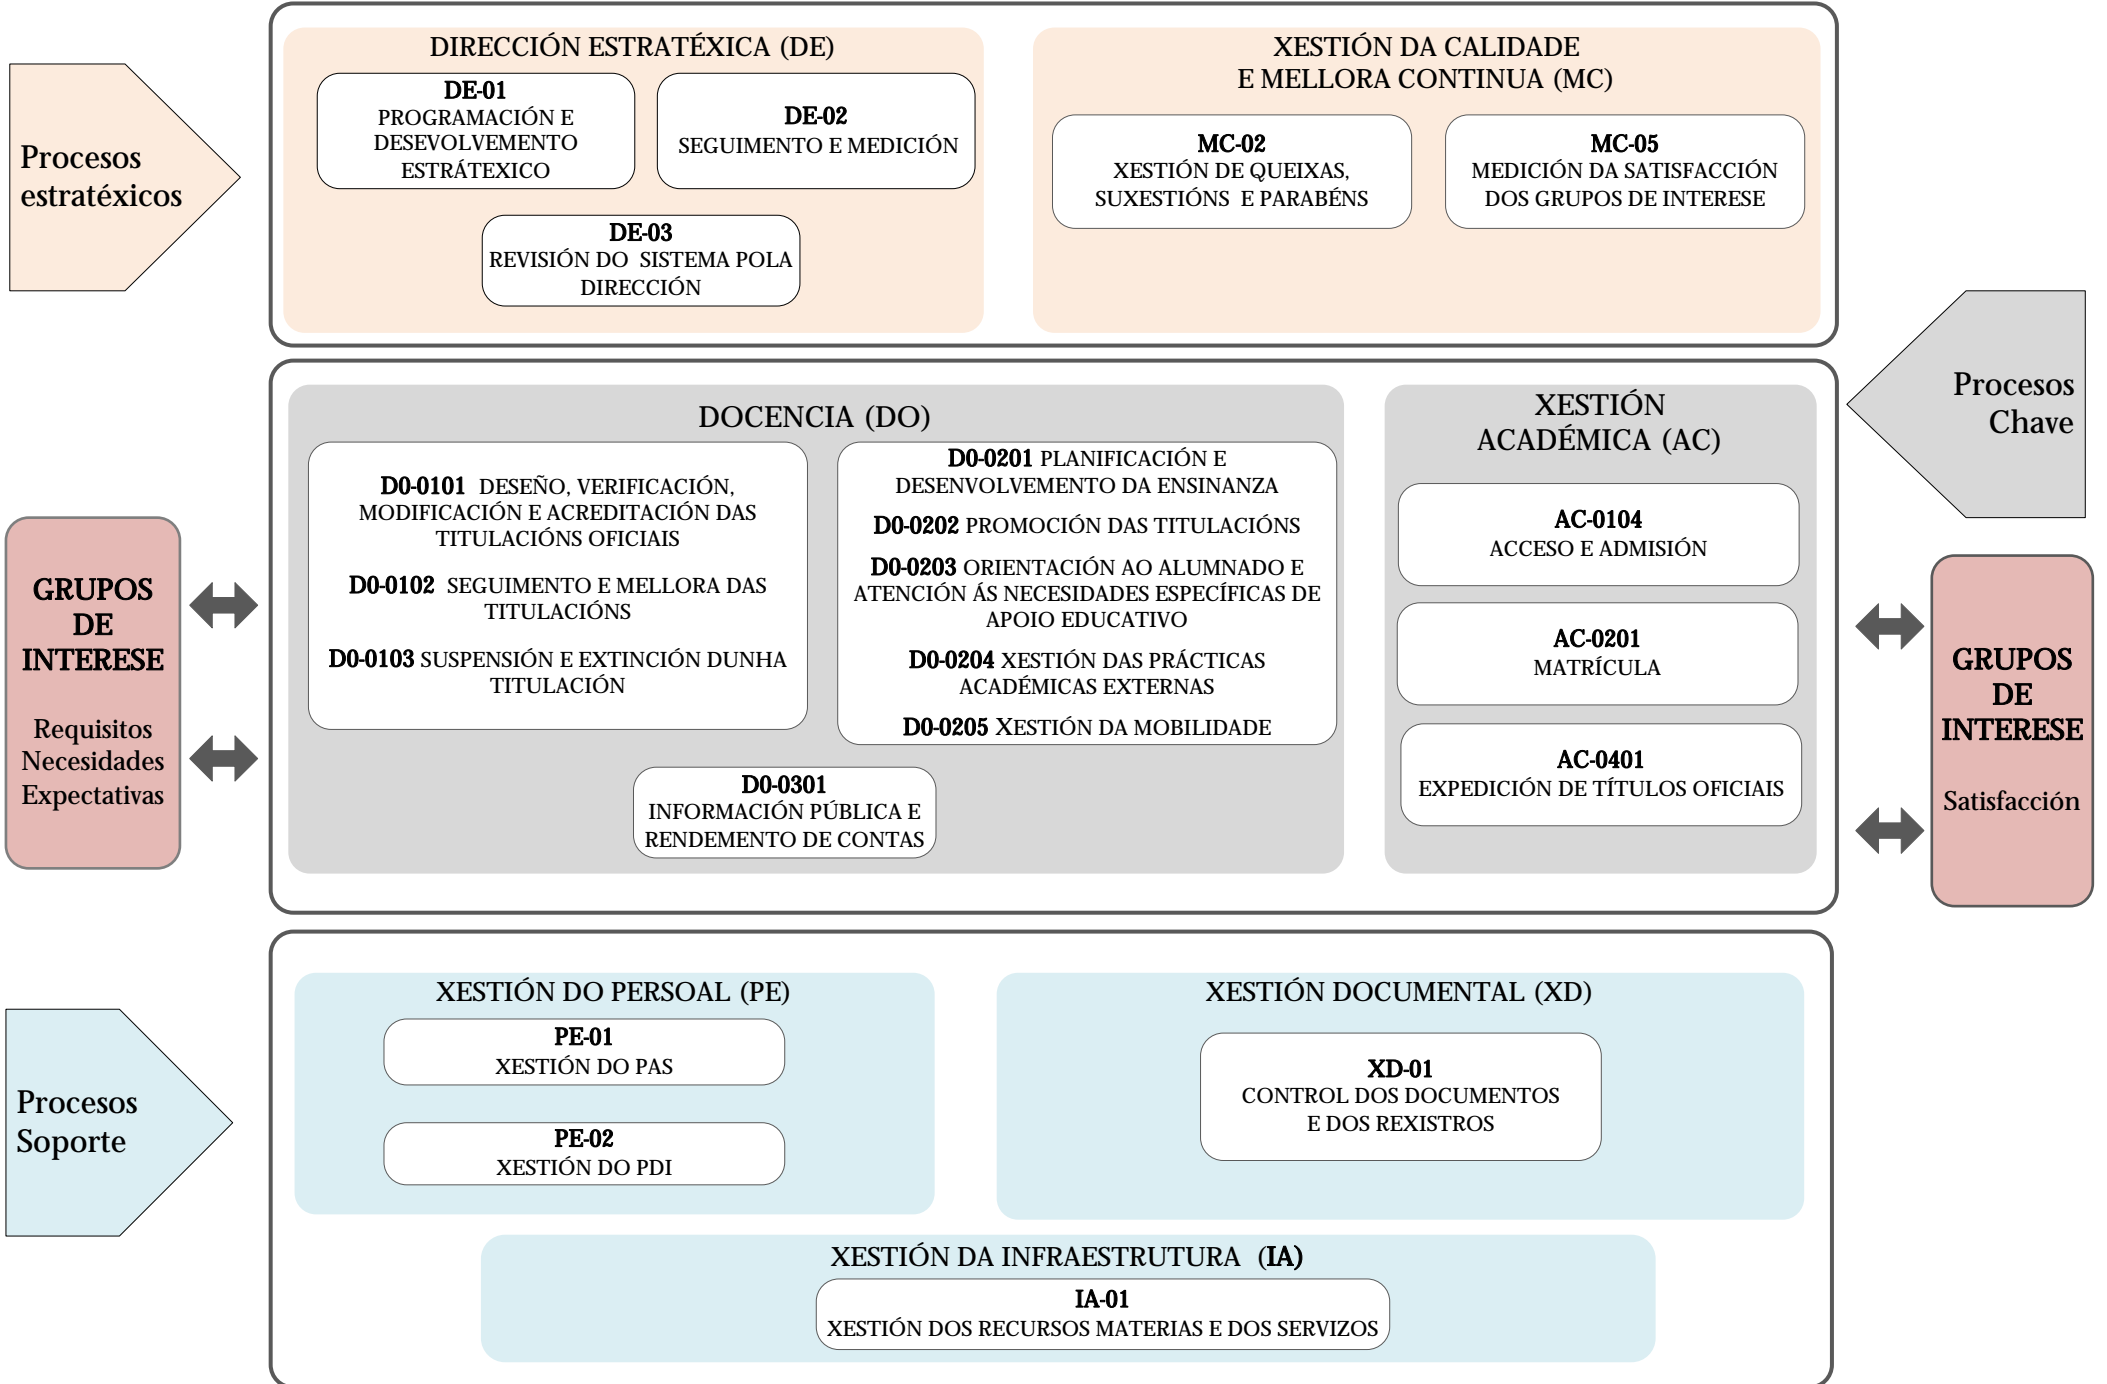 Procesos
estratéxicos
DIRECCIÓN ESTRATÉXICA (DE)
DE-01
PROGRAMACIÓN E
DESEVOLVEMENTO
ESTRÁTEXICO
DE-02
SEGUIMENTO E MEDICIÓN
DE-03
REVISIÓN DO SISTEMA POLA
DIRECCIÓN
XESTIÓN DA CALIDADE
E MELLORA CONTINUA (MC)
MC-02
XESTIÓN DE QUEIXAS,
SUXESTIÓNS E PARABÉNS
MC-05
MEDICIÓN DA SATISFACCIÓN
DOS GRUPOS DE INTERESE
Procesos
Chave
GRUPOS
DE
INTERESE
Requisitos
Necesidades
Expectativas
DOCENCIA (DO)
D0-0101 DESEÑO, VERIFICACIÓN,
MODIFICACIÓN E ACREDITACIÓN DAS
TITULACIÓNS OFICIAIS
D0-0102 SEGUIMENTO E MELLORA DAS
TITULACIÓNS
D0-0103 SUSPENSIÓN E EXTINCIÓN DUNHA
TITULACIÓN
D0-0201 PLANIFICACIÓN E
DESENVOLVEMENTO DA ENSINANZA
D0-0202 PROMOCIÓN DAS TITULACIÓNS
D0-0203 ORIENTACIÓN AO ALUMNADO E
ATENCIÓN ÁS NECESIDADES ESPECÍFICAS DE
APOIO EDUCATIVO
D0-0204 XESTIÓN DAS PRÁCTICAS
ACADÉMICAS EXTERNAS
D0-0205 XESTIÓN DA MOBILIDADE
D0-0301
INFORMACIÓN PÚBLICA E
RENDEMENTO DE CONTAS
XESTIÓN
ACADÉMICA (AC)
AC-0104
ACCESO E ADMISIÓN
AC-0201
MATRÍCULA
AC-0401
EXPEDICIÓN DE TÍTULOS OFICIAIS
GRUPOS
DE
INTERESE
Satisfacción
Procesos
Soporte
XESTIÓN DO PERSOAL (PE)
PE-01
XESTIÓN DO PAS
PE-02
XESTIÓN DO PDI
XESTIÓN DOCUMENTAL (XD)
XD-01
CONTROL DOS DOCUMENTOS
E DOS REXISTROS
XESTIÓN DA INFRAESTRUTURA (IA)
IA-01
XESTIÓN DOS RECURSOS MATERIAS E DOS SERVIZOS